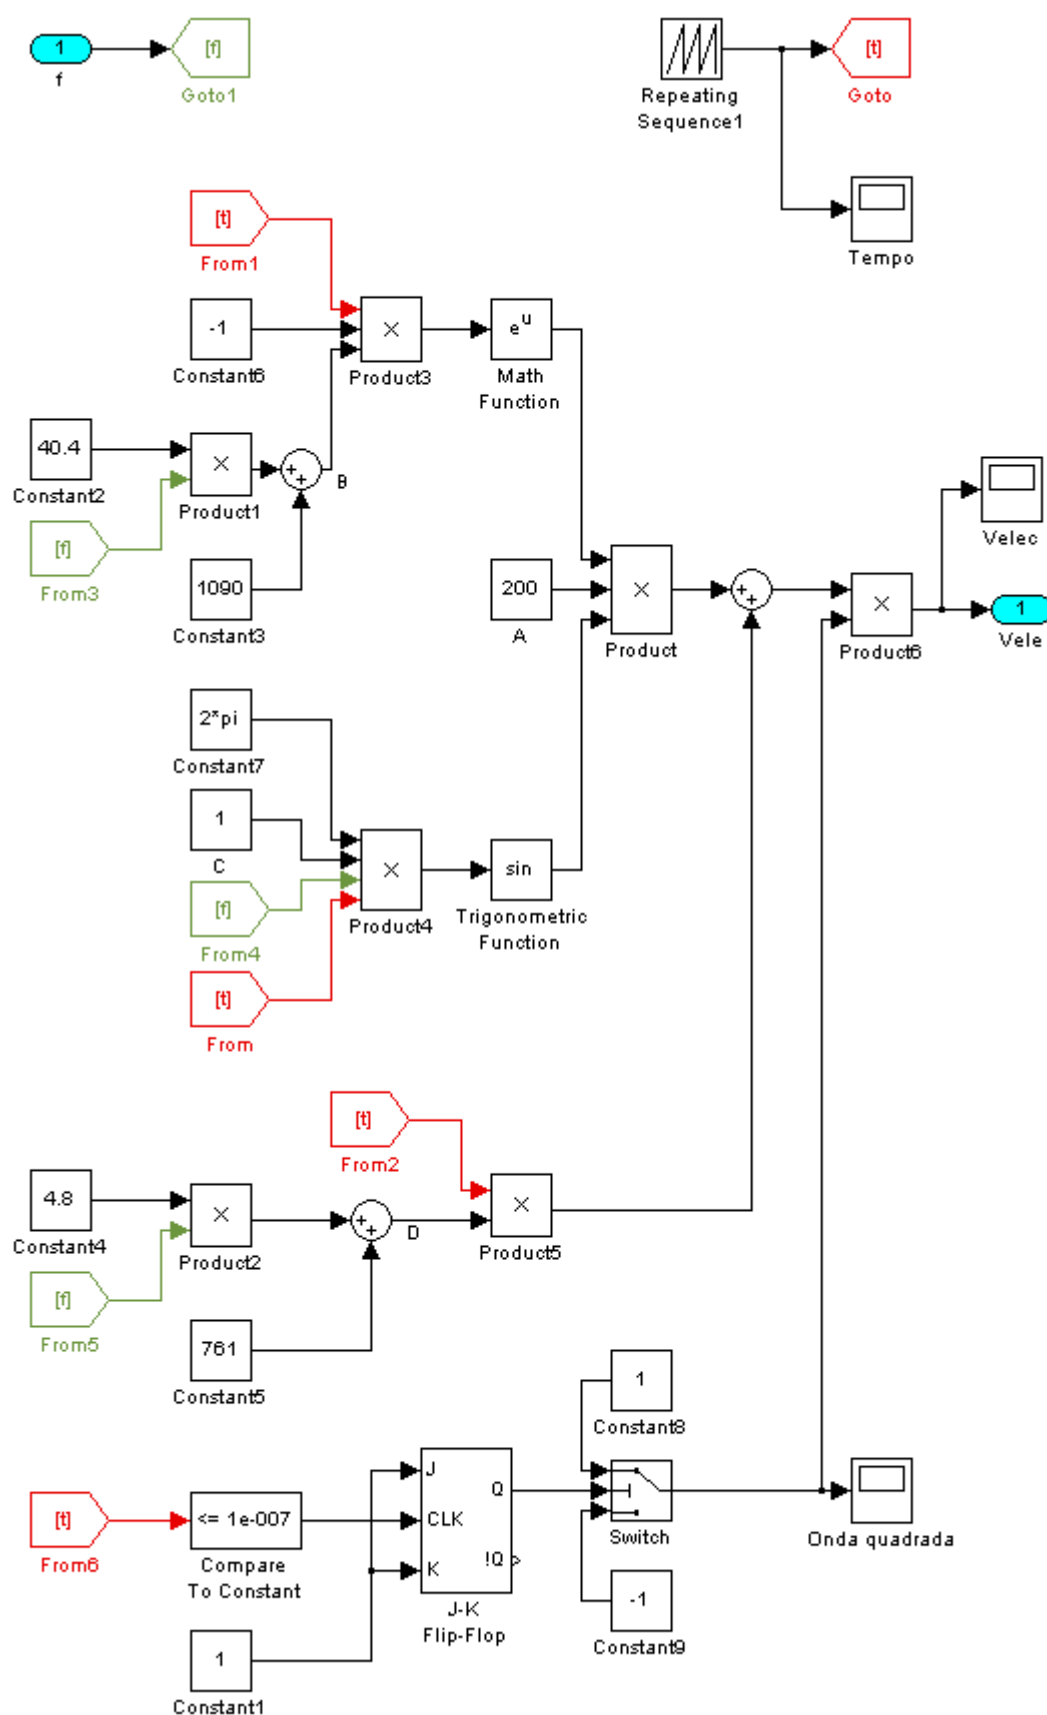 1
f
[f]
Goto1
Repeating
Sequence1
[t]
Goto
Tempo
[t]
From1
-1
Constant6
×
Product3
e^u
Math
Function
40.4
Constant2
×
Product1
+
+
B
[f]
From3
1090
Constant3
200
A
×
Product
+
+
×
Product6
Velec
1
Vele
2*pi
Constant7
1
C
[f]
From4
[t]
From
×
Product4
sin
Trigonometric
Function
[t]
From2
4.8
Constant4
×
Product2
+
+
D
×
Product5
[f]
From5
761
Constant5
1
Constant8
[t]
From6
<= 1e-007
Compare
To Constant
J
CLK
K
Q
!Q
J-K
Flip-Flop
Switch
Onda quadrada
-1
Constant9
1
Constant1